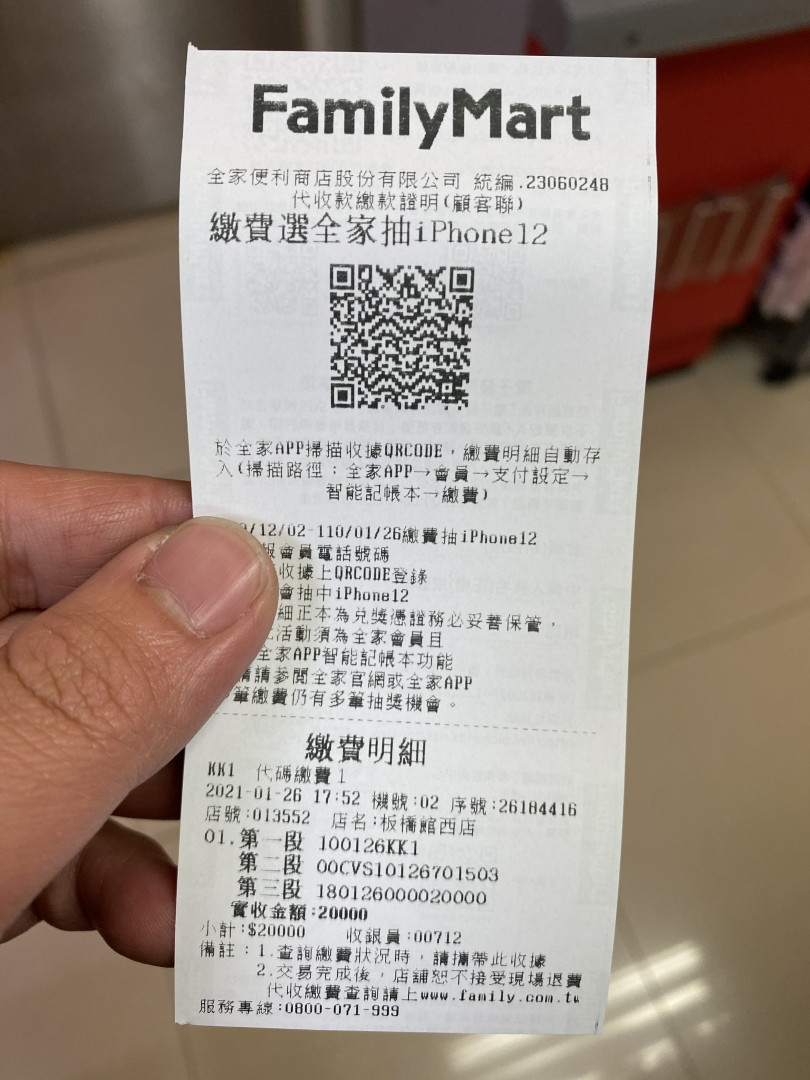 FamilyMart
全家便利商店股份有限公司 統編.23060248
代收款繳款證明(顧客聯)
繳費選全家抽iPhone12
於全家APP掃描收據QRCODE，繳費明細自動存
入(掃描路徑：全家APP→會員→支付設定→
智能記帳本→繳費)
/12/02-110/01/26繳費抽iPhone12
會員電話號碼
收據上QRCODE登錄
會抽中iPhone12
細正本為兌獎憑證務必妥善保管，
活動須為全家會員且
全家APP智能記帳本功能
請參閱全家官網或全家APP
筆繳費仍有多筆抽獎機會。
繳費明細
KK1 代碼繳費1
2021-01-26 17:52 機號:02 序號:26184416
店號:013552 店名:板橋館西店
01.第一段 100126KK1
第二段 00CVS10126701503
第三段 180126000020000
實收金額:20000
小計:$20000 收銀員:00712
備註：1.查詢繳費狀況時，請攜帶此收據
2.交易完成後，店舖恕不接受現場退費
代收繳費查詢請上www.family.com.tw
服務專線:0800-071-999